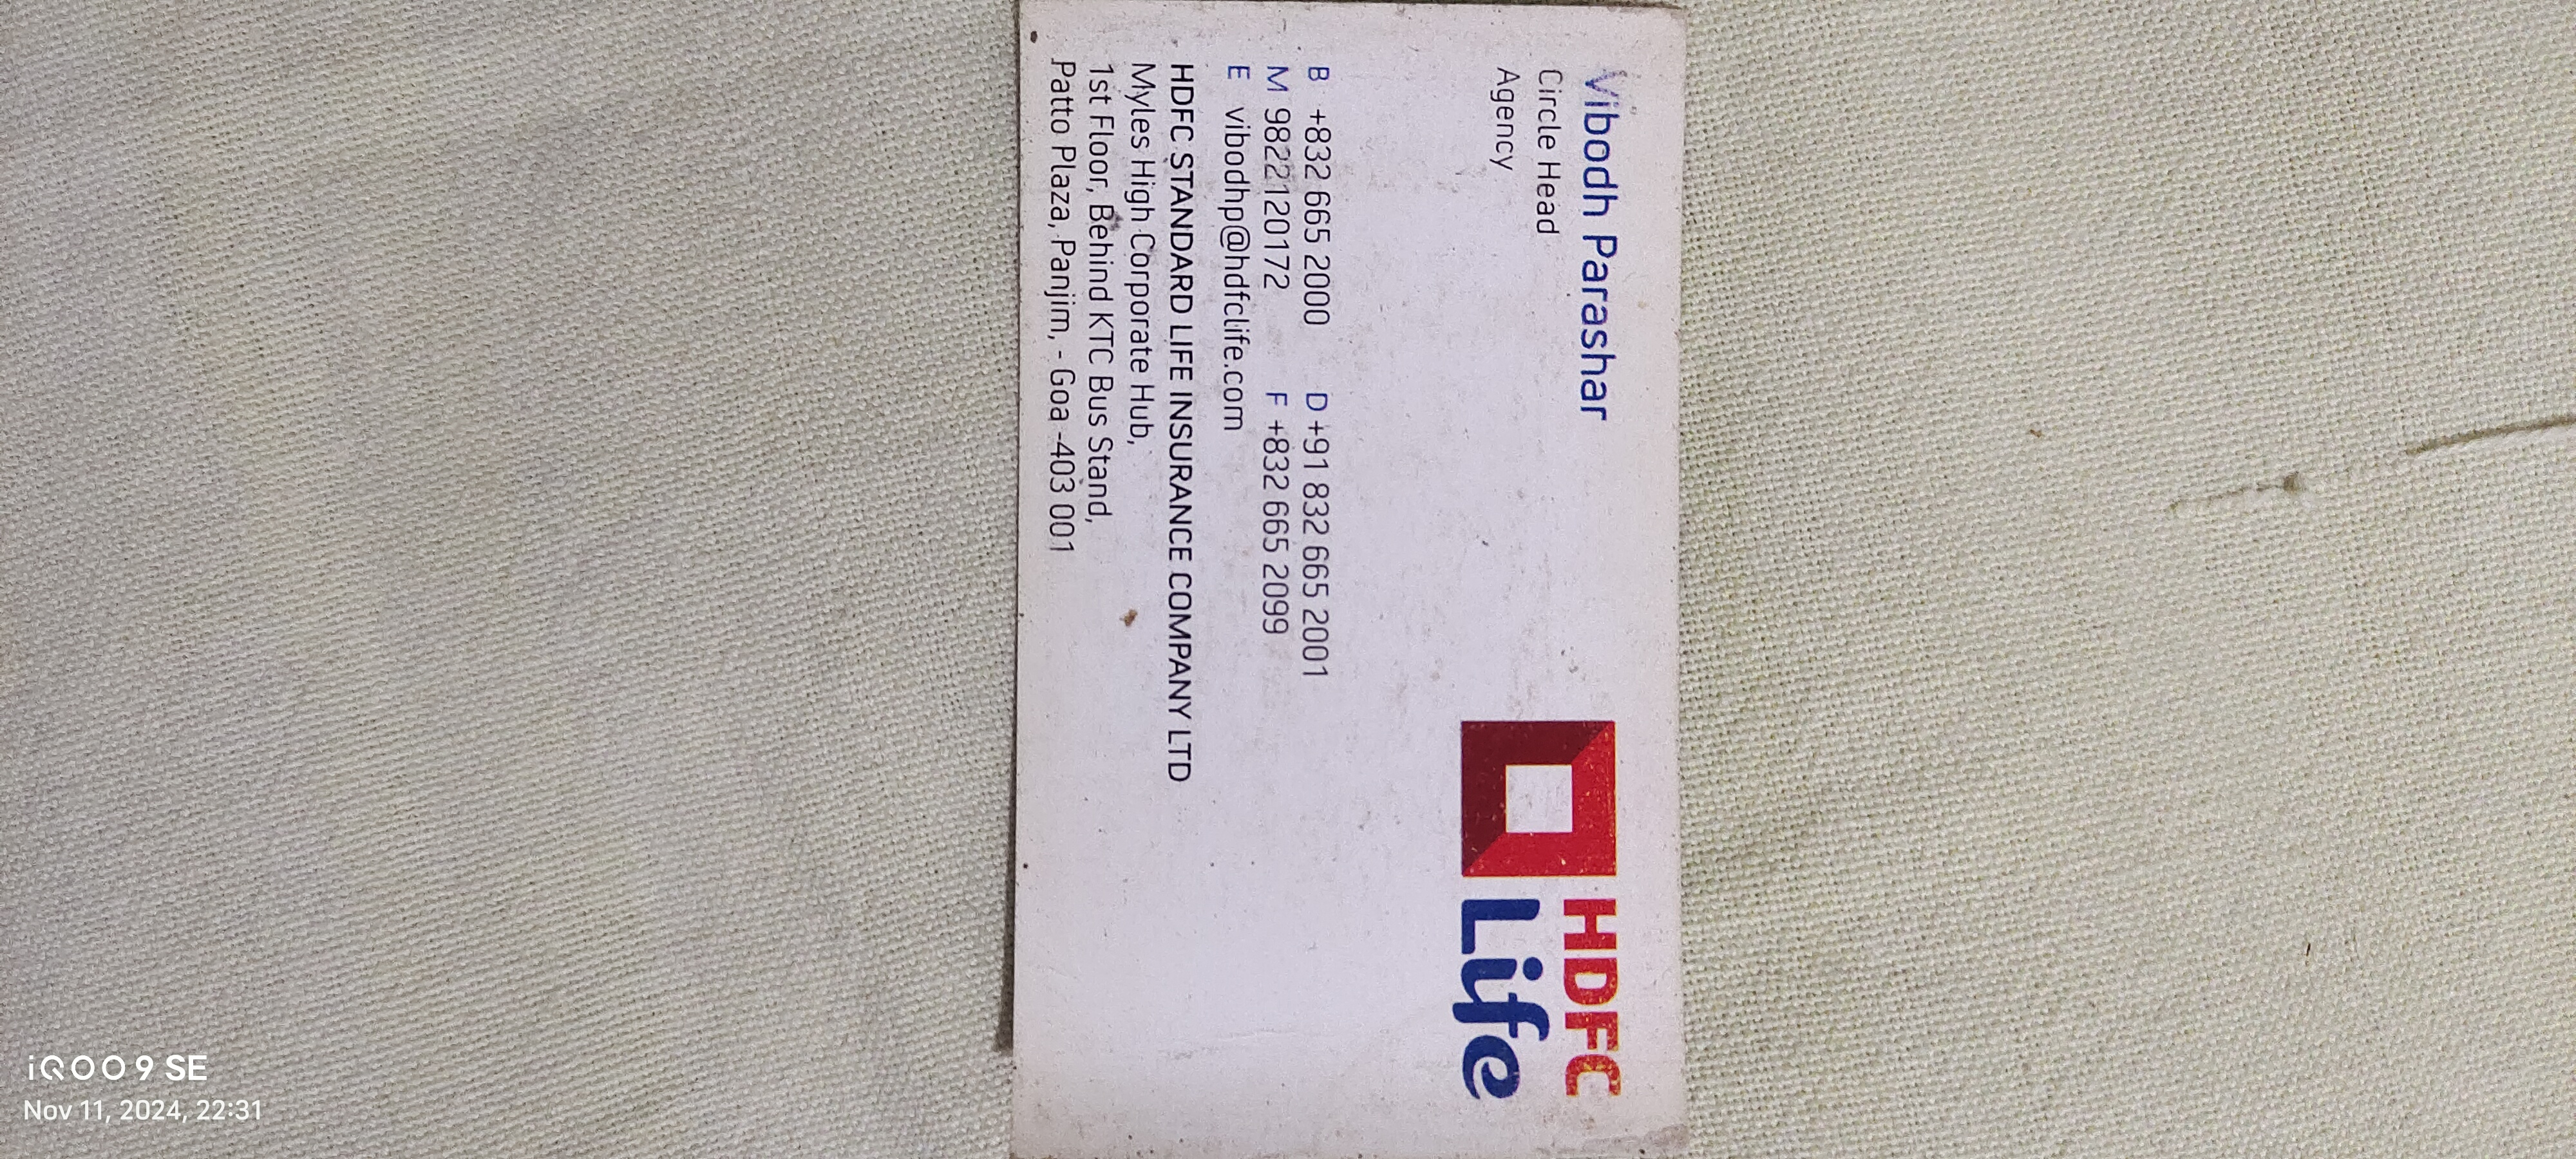 Vibodh Parashar
Circle Head
Agency
HDFC
Life
B +832 665 2000 D +91 832 665 2001
M 9822120172 F +832 665 2099
E vibodhp@hdfclife.com
HDFC STANDARD LIFE INSURANCE COMPANY LTD
Myles High Corporate Hub,
1st Floor, Behind KTC Bus Stand,
Patto Plaza, Panjim, - Goa -403 001
iQOO 9 SE
Nov 11, 2024, 22:31